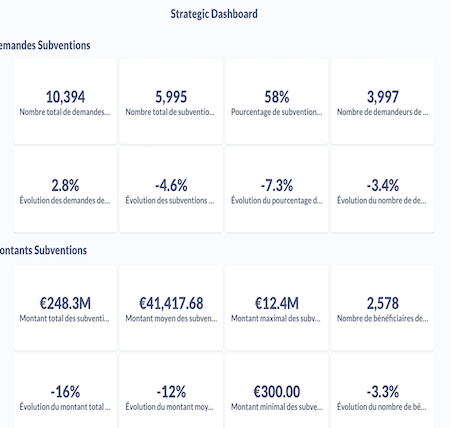 Strategic Dashboard
emandes Subventions
10,394 5,995 58% 3,997
Nombre total de demandes... Nombre total de subventio... Pourcentage de subvention... Nombre de demandeurs de ...
2.8% -4.6% -7.3% -3.4%
Évolution des demandes de... Évolution des subventions ... Évolution du pourcentage d... Évolution du nombre de de...
ontants Subventions
€248.3M €41,417.68 €12.4M 2,578
Montant total des subventi... Montant moyen des subven... Montant maximal des subv... Nombre de bénéficiaires de...
-16% -12% €300.00 -3.3%
Évolution du montant total ... Évolution du montant moy... Montant minimal des subve... Évolution du nombre de bé...